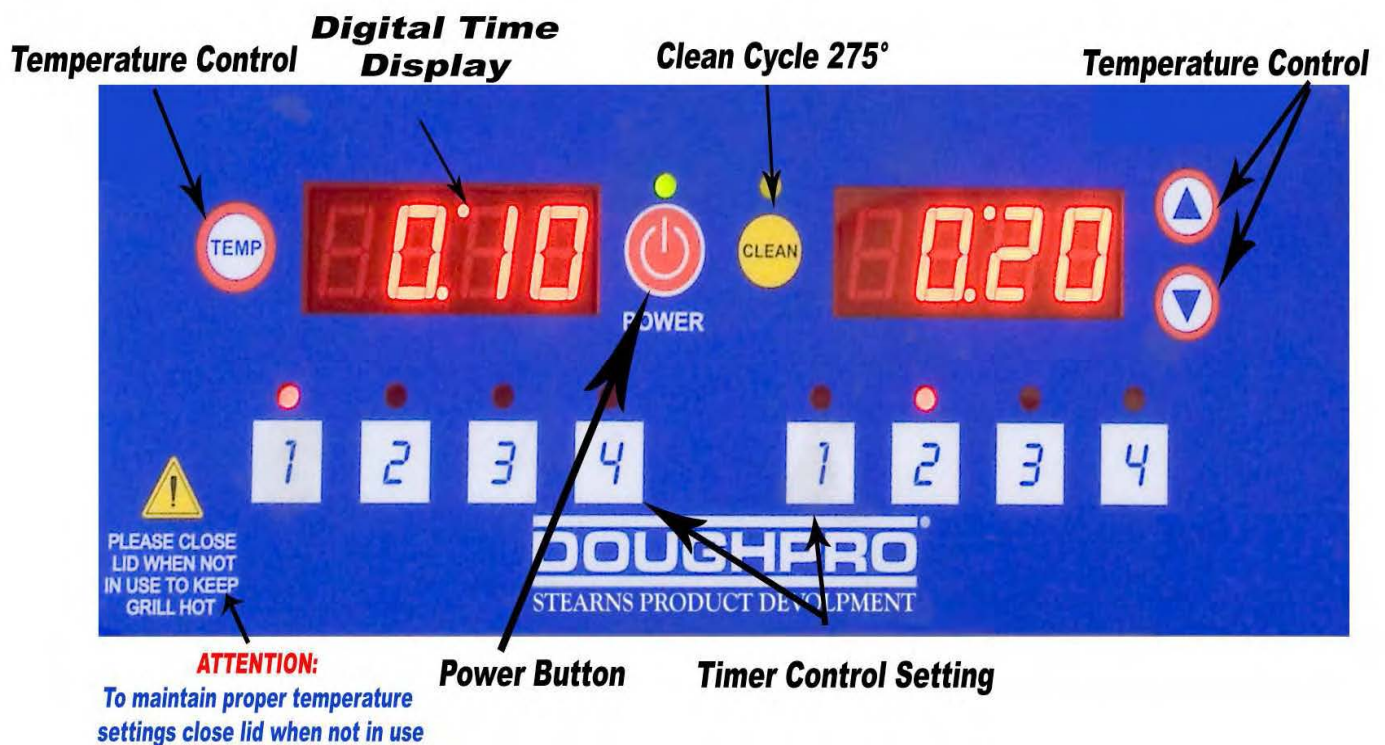 Digital Time
Display
Temperature Control
Clean Cycle 275°
Temperature Control
TEMP
0:10
POWER
CLEAN
0:20
1 2 3 4
1 2 3 4
PLEASE CLOSE
LID WHEN NOT
IN USE TO KEEP
GRILL HOT
DOUGHPRO®
STEARNS PRODUCT DEVOLPMENT
ATTENTION:
To maintain proper temperature
settings close lid when not in use
Power Button
Timer Control Setting